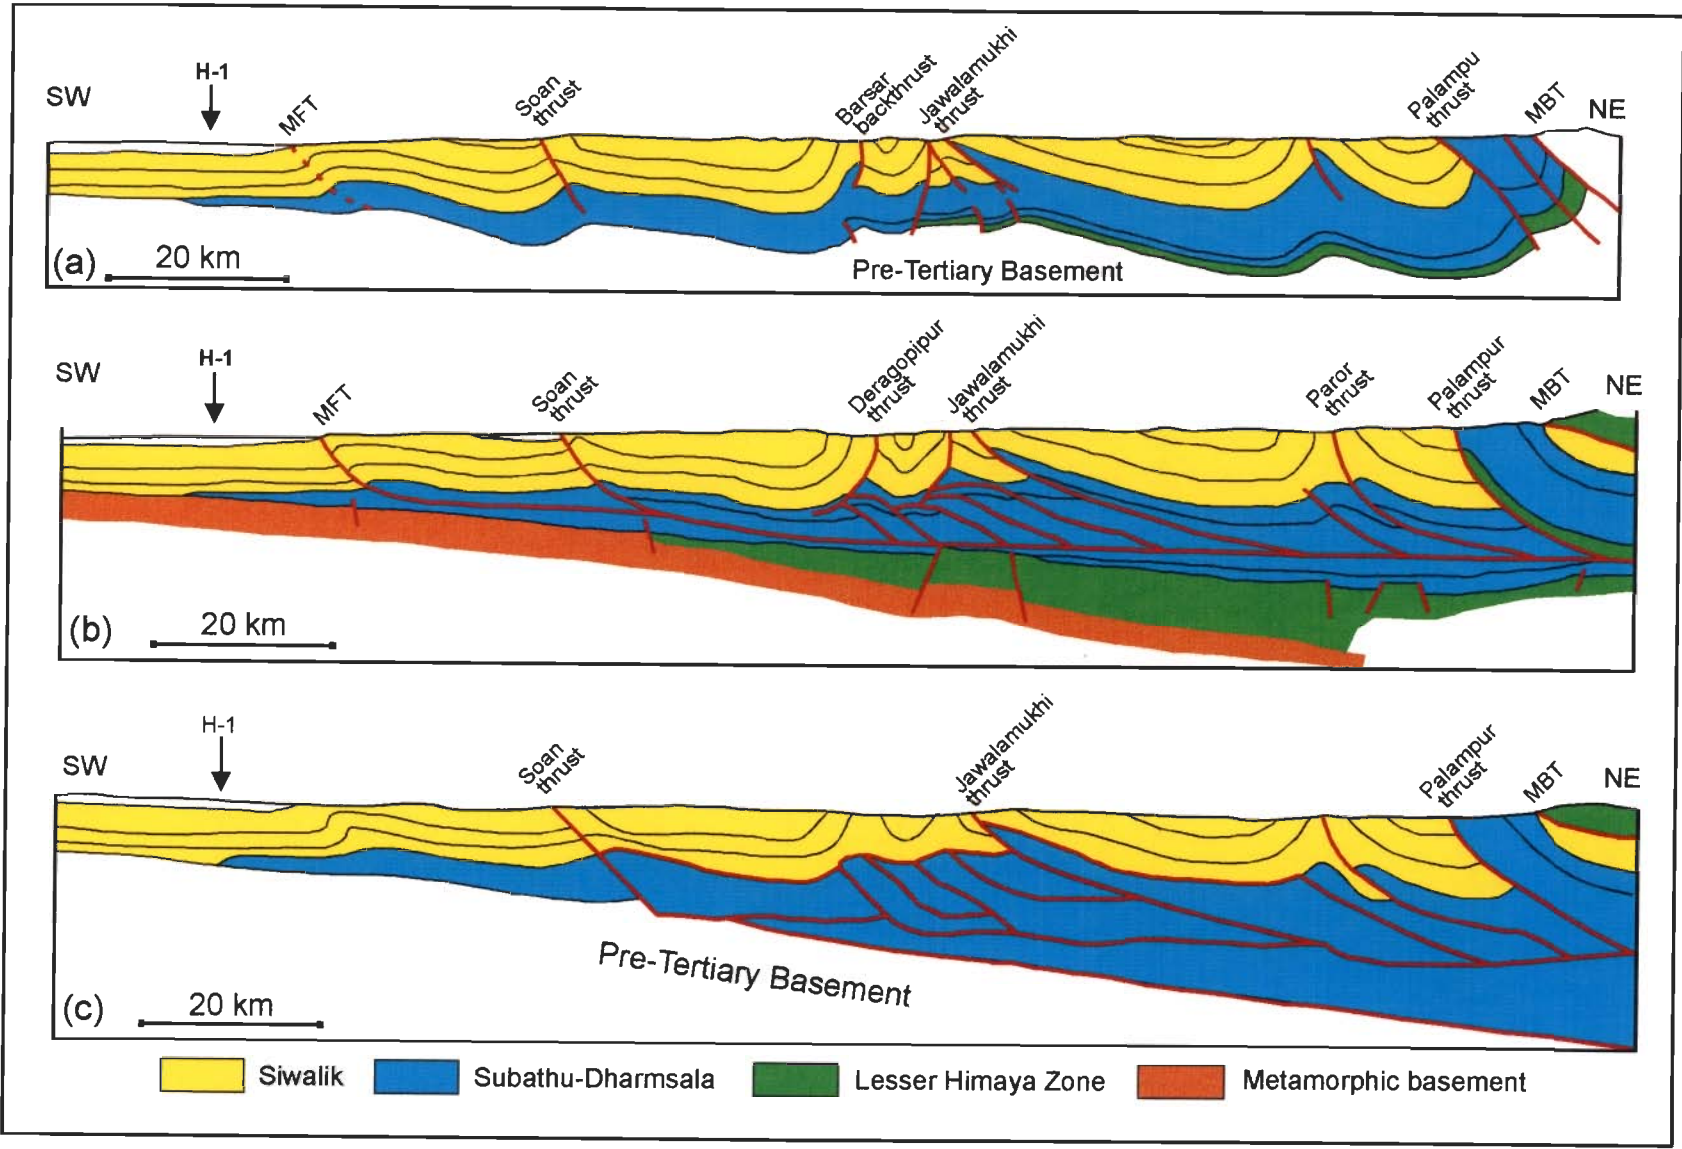 SW
H-1
MFT
Soan
thrust
Barsar
backthrust
Jawalamukhi
thrust
Palampu
thrust
MBT
NE
(a)
20 km
Pre-Tertiary Basement
SW
H-1
MFT
Soan
thrust
Deragopipur
thrust
Jawalamukhi
thrust
Paror
thrust
Palampur
thrust
MBT
NE
(b)
20 km
SW
H-1
Soan
thrust
Jawalamukhi
thrust
Palampur
thrust
MBT
NE
(c)
20 km
Pre-Tertiary Basement
Siwalik
Subathu-Dharmsala
Lesser Himaya Zone
Metamorphic basement